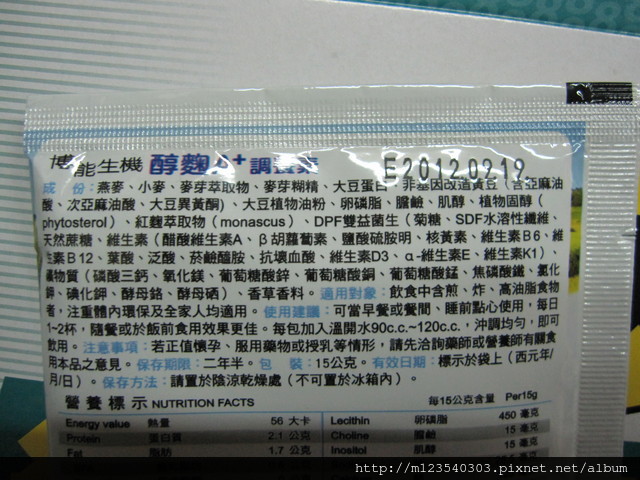 博能生機 醇麴A+調養素
E20120919
成 份：燕麥、小麥、麥芽萃取物、麥芽糊精、大豆蛋白、非基因改造黃豆（含亞麻油
酸、次亞麻油酸、大豆異黃酮）、大豆植物油粉、卵磷脂、膽鹼、肌醇、植物固醇（
phytosterol）、紅麴萃取物（monascus）、DPF雙益菌生（菊糖、SDF水溶性纖維、
天然蔗糖、維生素（醋酸維生素A、β胡蘿蔔素、鹽酸硫胺明、核黃素、維生素B6、維
生素B12、葉酸、泛酸、菸鹼醯胺、抗壞血酸、維生素D3、α-維生素E、維生素K1）、
礦物質（磷酸三鈣、氧化鎂、葡萄糖酸鋅、葡萄糖酸銅、葡萄糖酸錳、焦磷酸鐵、氯化
鉀、碘化鉀、酵母鉻、酵母硒）、香草香料。適用對象：飲食中含煎、炸、高油脂食物
者，注重體內環保及全家人均適用。使用建議：可當早餐或餐間、睡前點心使用，每日
1~2杯，隨餐或於飯前食用效果更佳。每包加入溫開水90c.c.~120c.c.，沖調均勻，即可
飲用。注意事項：若正值懷孕、服用藥物或授乳等情形，請先洽詢藥師或營養師有關食
用本品之意見。保存期限：二年半。包 裝：15公克。有效日期：標示於袋上（西元年/
月/日）。保存方法：請置於陰涼乾燥處（不可置於冰箱內）。
營養標示 NUTRITION FACTS 每15公克含量 Per15g
Energy value 熱量 56 大卡 Lecithin 卵磷脂 450 毫克
Protein 蛋白質 2.1 公克 Choline 膽鹼 15 毫克
Fat 脂肪 1.7 公克 Inositol 肌醇 15 毫克
http://m123540303.pixnet.net/album